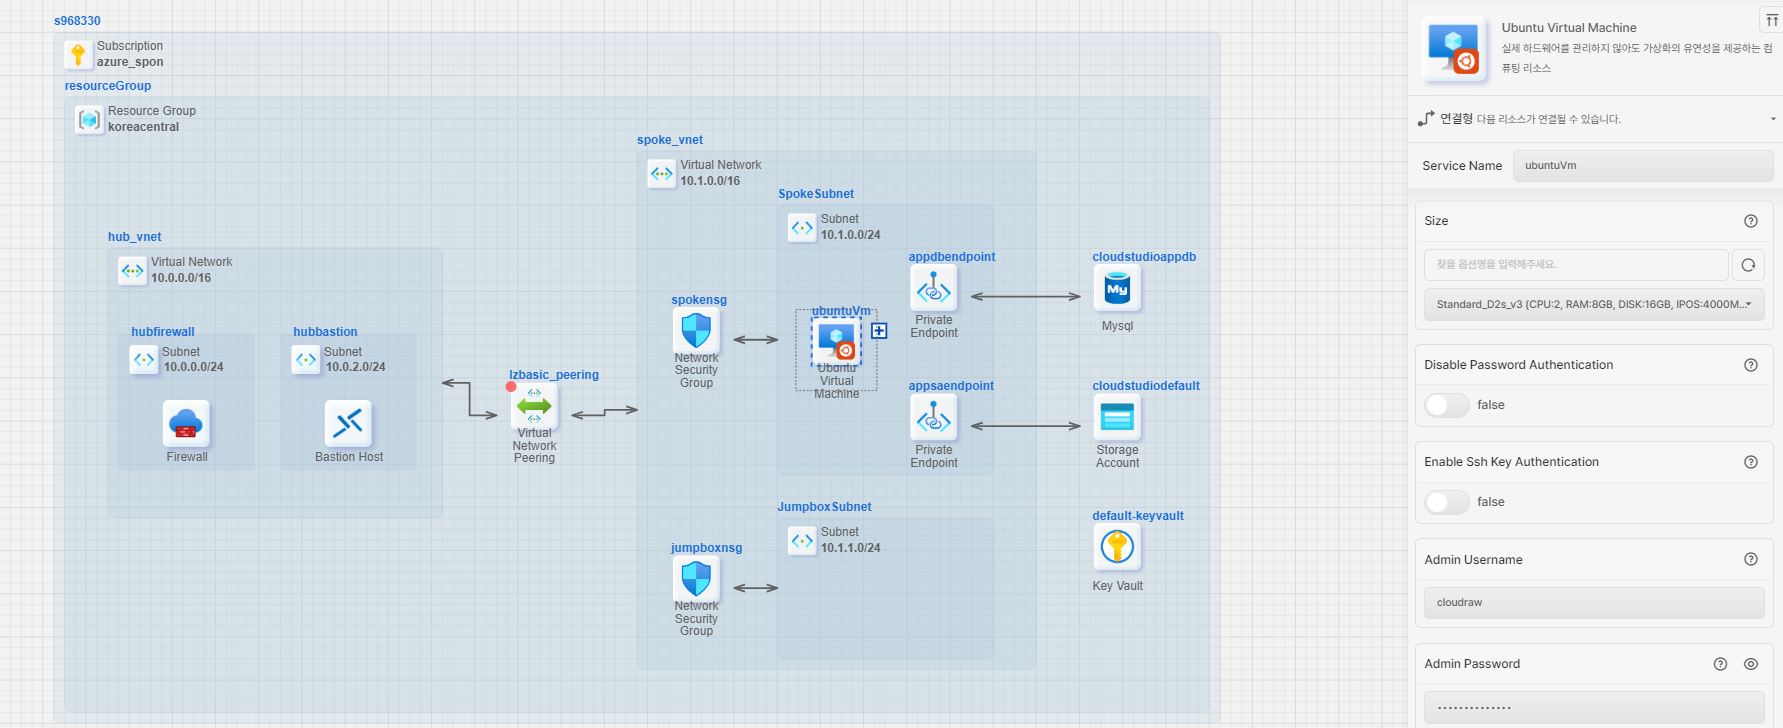 s968330
Subscription
azure_spon
resourceGroup
Resource Group
koreacentral
hub_vnet
Virtual Network
10.0.0.0/16
hubfirewall
Subnet
10.0.0.0/24
Firewall
hubbastion
Subnet
10.0.2.0/24
Bastion Host
lzbasic_peering
Virtual
Network
Peering
spoke_vnet
Virtual Network
10.1.0.0/16
spokensg
Network
Security
Group
SpokeSubnet
Subnet
10.1.0.0/24
ubuntuVm
Ubuntu
Virtual
Machine
appdbendpoint
Private
Endpoint
appsaendpoint
Private
Endpoint
jumpboxnsg
Network
Security
Group
JumpboxSubnet
Subnet
10.1.1.0/24
cloudstudioappdb
My
Mysql
cloudstudiodefault
Storage
Account
default-keyvault
Key Vault
Ubuntu Virtual Machine
실제 하드웨어를 관리하지 않아도 가상화의 유연성을 제공하는 컴
퓨팅 리소스
연결형 다음 리소스가 연결될 수 있습니다.
Service Name
ubuntuVm
Size
찾을 옵션명을 입력해주세요.
Standard_D2s_v3 (CPU:2, RAM:8GB, DISK:16GB, IPOS:4000M...
Disable Password Authentication
false
Enable Ssh Key Authentication
false
Admin Username
cloudraw
Admin Password
••••••••••••••